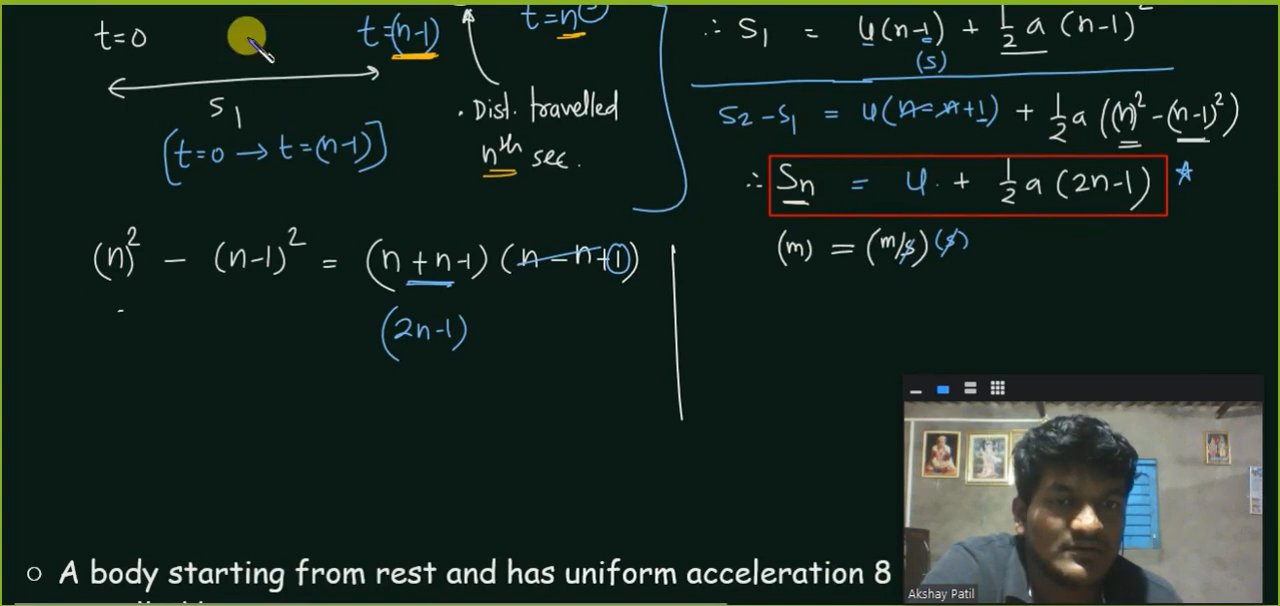 t=0
t=(n-1)
t=n
S₁
(t=0 → t=(n-1)]
. Dist. travelled
nᵗʰ sec.
(n)² - (n-1)² = (n+n-1)(n-n+1)
(2n-1)
∴ S₁ = u(n-1) + 1/2 a (n-1)²
(s)
S₂-S₁ = u(n-n+1) + 1/2 a ((n)²-(n-1)²)
∴ Sn = u + 1/2 a (2n-1)
(m) = (m/s)(s)
○ A body starting from rest and has uniform acceleration 8
Akshay Patil